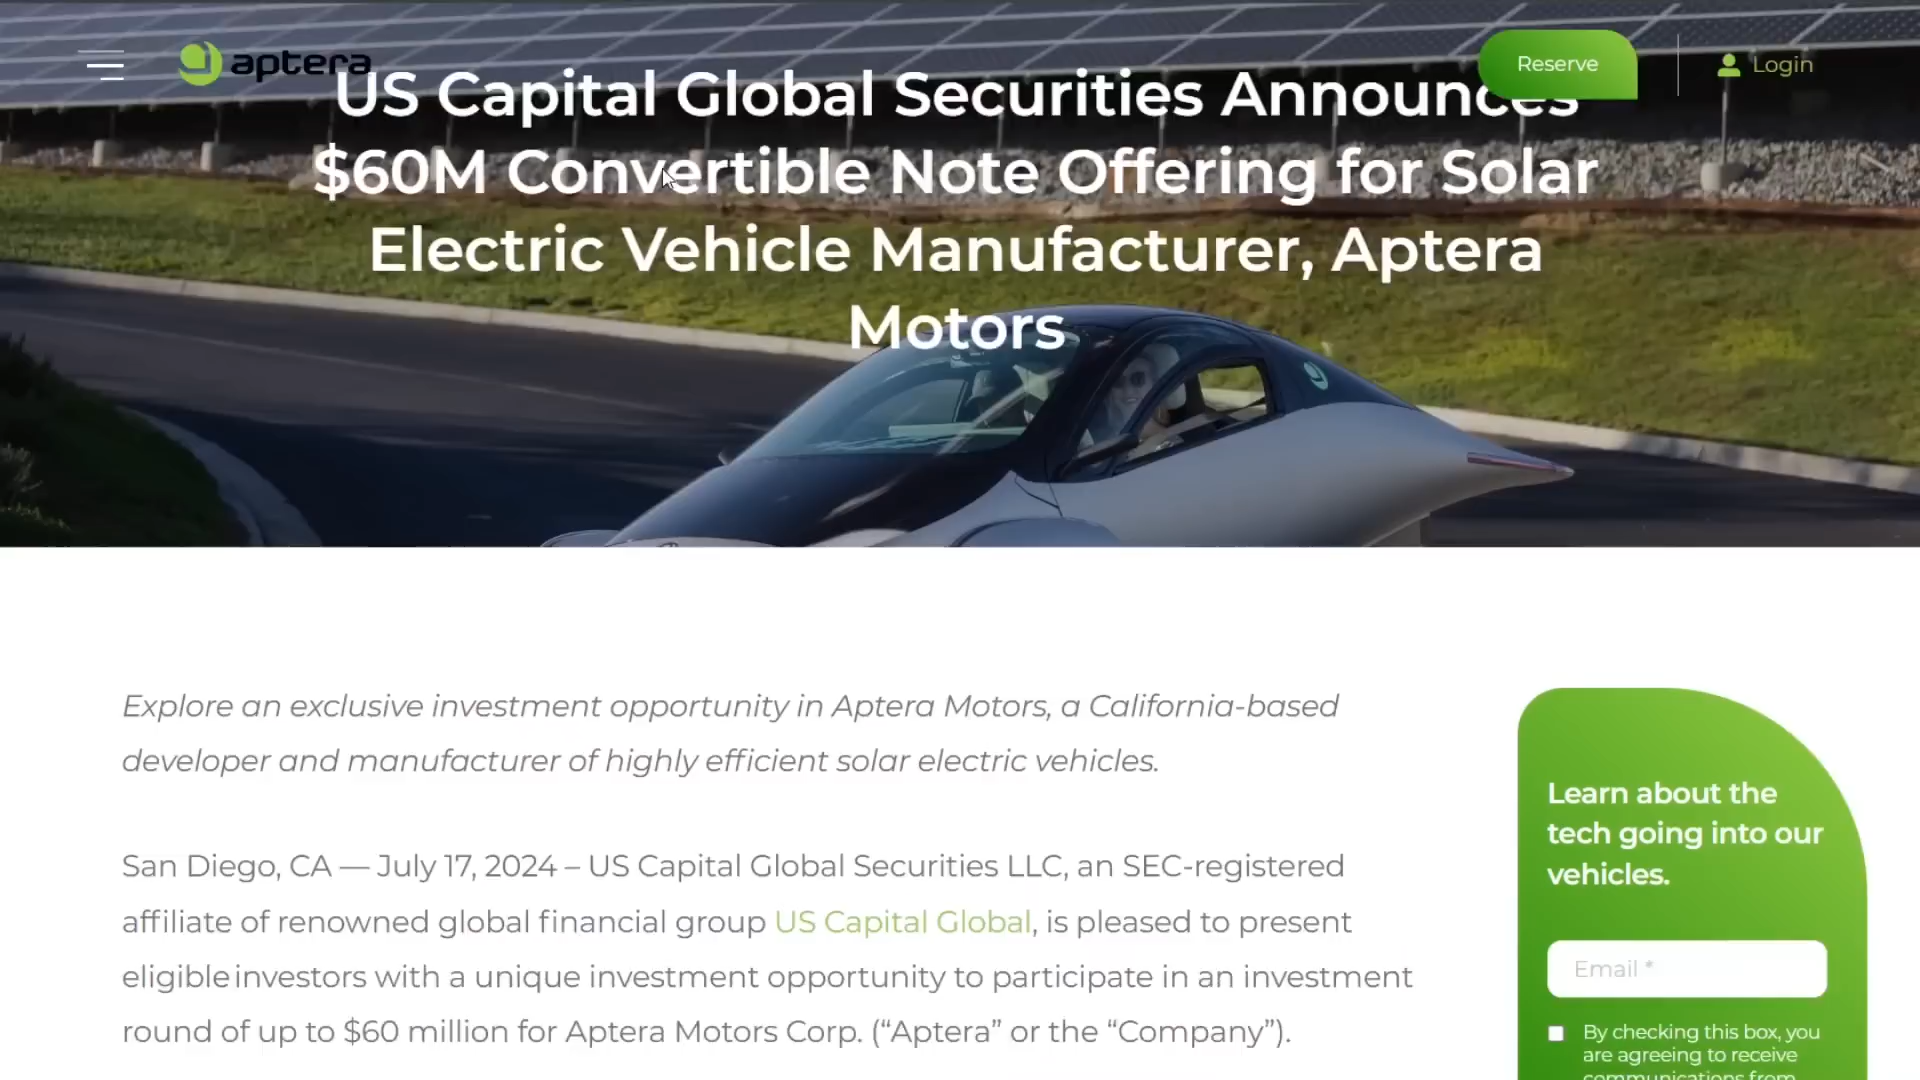 aptera
Reserve
Login
US Capital Global Securities Announces
$60M Convertible Note Offering for Solar
Electric Vehicle Manufacturer, Aptera
Motors
Explore an exclusive investment opportunity in Aptera Motors, a California-based
developer and manufacturer of highly efficient solar electric vehicles.
San Diego, CA — July 17, 2024 – US Capital Global Securities LLC, an SEC-registered
affiliate of renowned global financial group US Capital Global, is pleased to present
eligible investors with a unique investment opportunity to participate in an investment
round of up to $60 million for Aptera Motors Corp. (“Aptera” or the “Company”).
Learn about the
tech going into our
vehicles.
Email *
By checking this box, you
are agreeing to receive
communications from